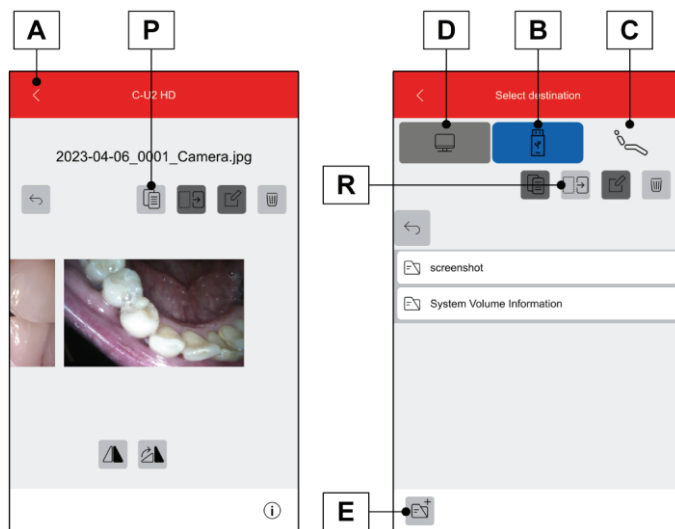 A
P
D
B
C
C-U2 HD
Select destination
2023-04-06_0001_Camera.jpg
R
screenshot
System Volume Information
E
i